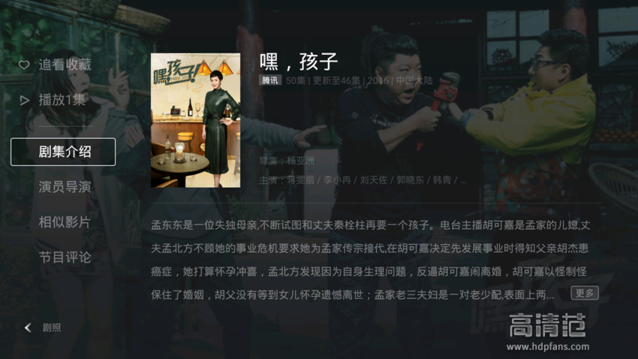 追看收藏
播放1集
剧集介绍
演员导演
相似影片
节目评论
剧照
嘿孩子!
嘿，孩子
腾讯 50集 | 更新至46集 | 2016 | 中国大陆
导演：杨亚洲
主演：蒋雯丽 / 李小冉 / 刘天佐 / 郭晓东 / 韩青 / ...
孟东东是一位失独母亲,不断试图和丈夫秦栓柱再要一个孩子。电台主播胡可嘉是孟家的儿媳,丈
夫孟北方不顾她的事业危机要求她为孟家传宗接代,在胡可嘉决定先发展事业时得知父亲胡杰患
癌症，她打算怀孕冲喜，孟北方发现因为自身生理问题，反逼胡可嘉闹离婚，胡可嘉以怪制怪
保住了婚姻，胡父没有等到女儿怀孕遗憾离世；孟家老三夫妇是一对老少配,表面上两...
更多
高清范
www.hdpfans.com